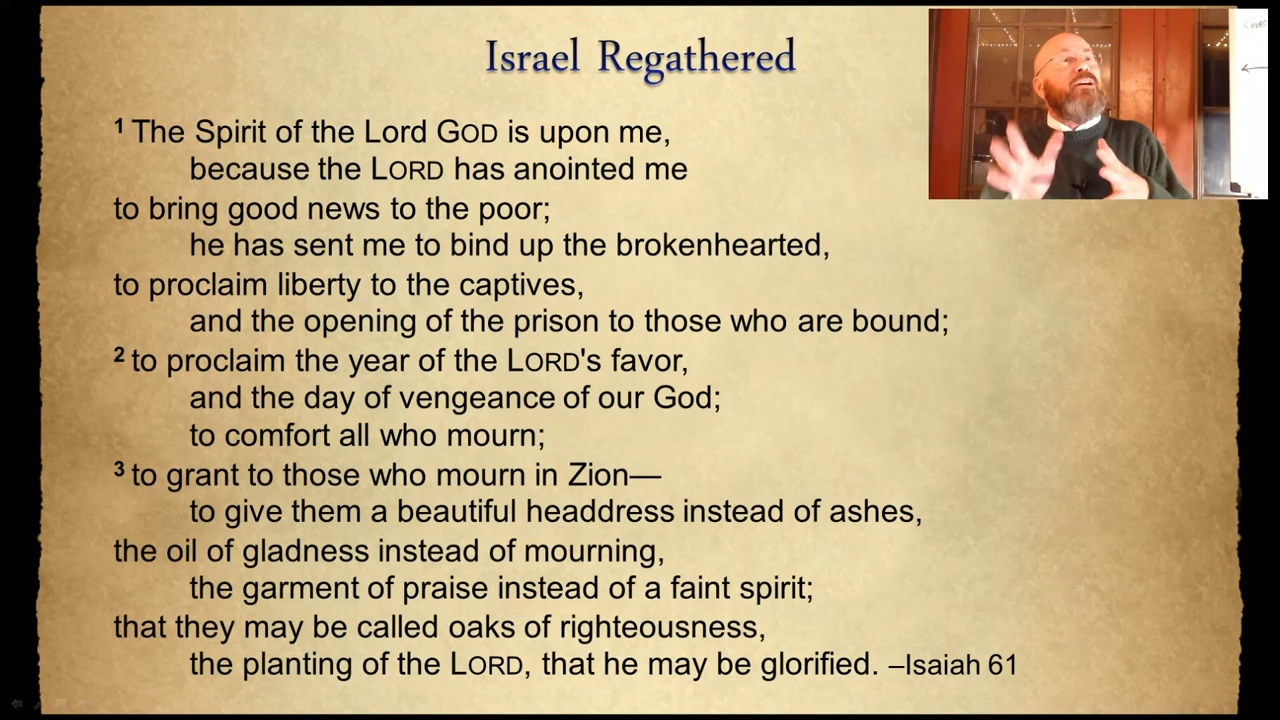 Israel Regathered
1 The Spirit of the Lord GOD is upon me,
because the LORD has anointed me
to bring good news to the poor;
he has sent me to bind up the brokenhearted,
to proclaim liberty to the captives,
and the opening of the prison to those who are bound;
2 to proclaim the year of the LORD's favor,
and the day of vengeance of our God;
to comfort all who mourn;
3 to grant to those who mourn in Zion—
to give them a beautiful headdress instead of ashes,
the oil of gladness instead of mourning,
the garment of praise instead of a faint spirit;
that they may be called oaks of righteousness,
the planting of the LORD, that he may be glorified. –Isaiah 61